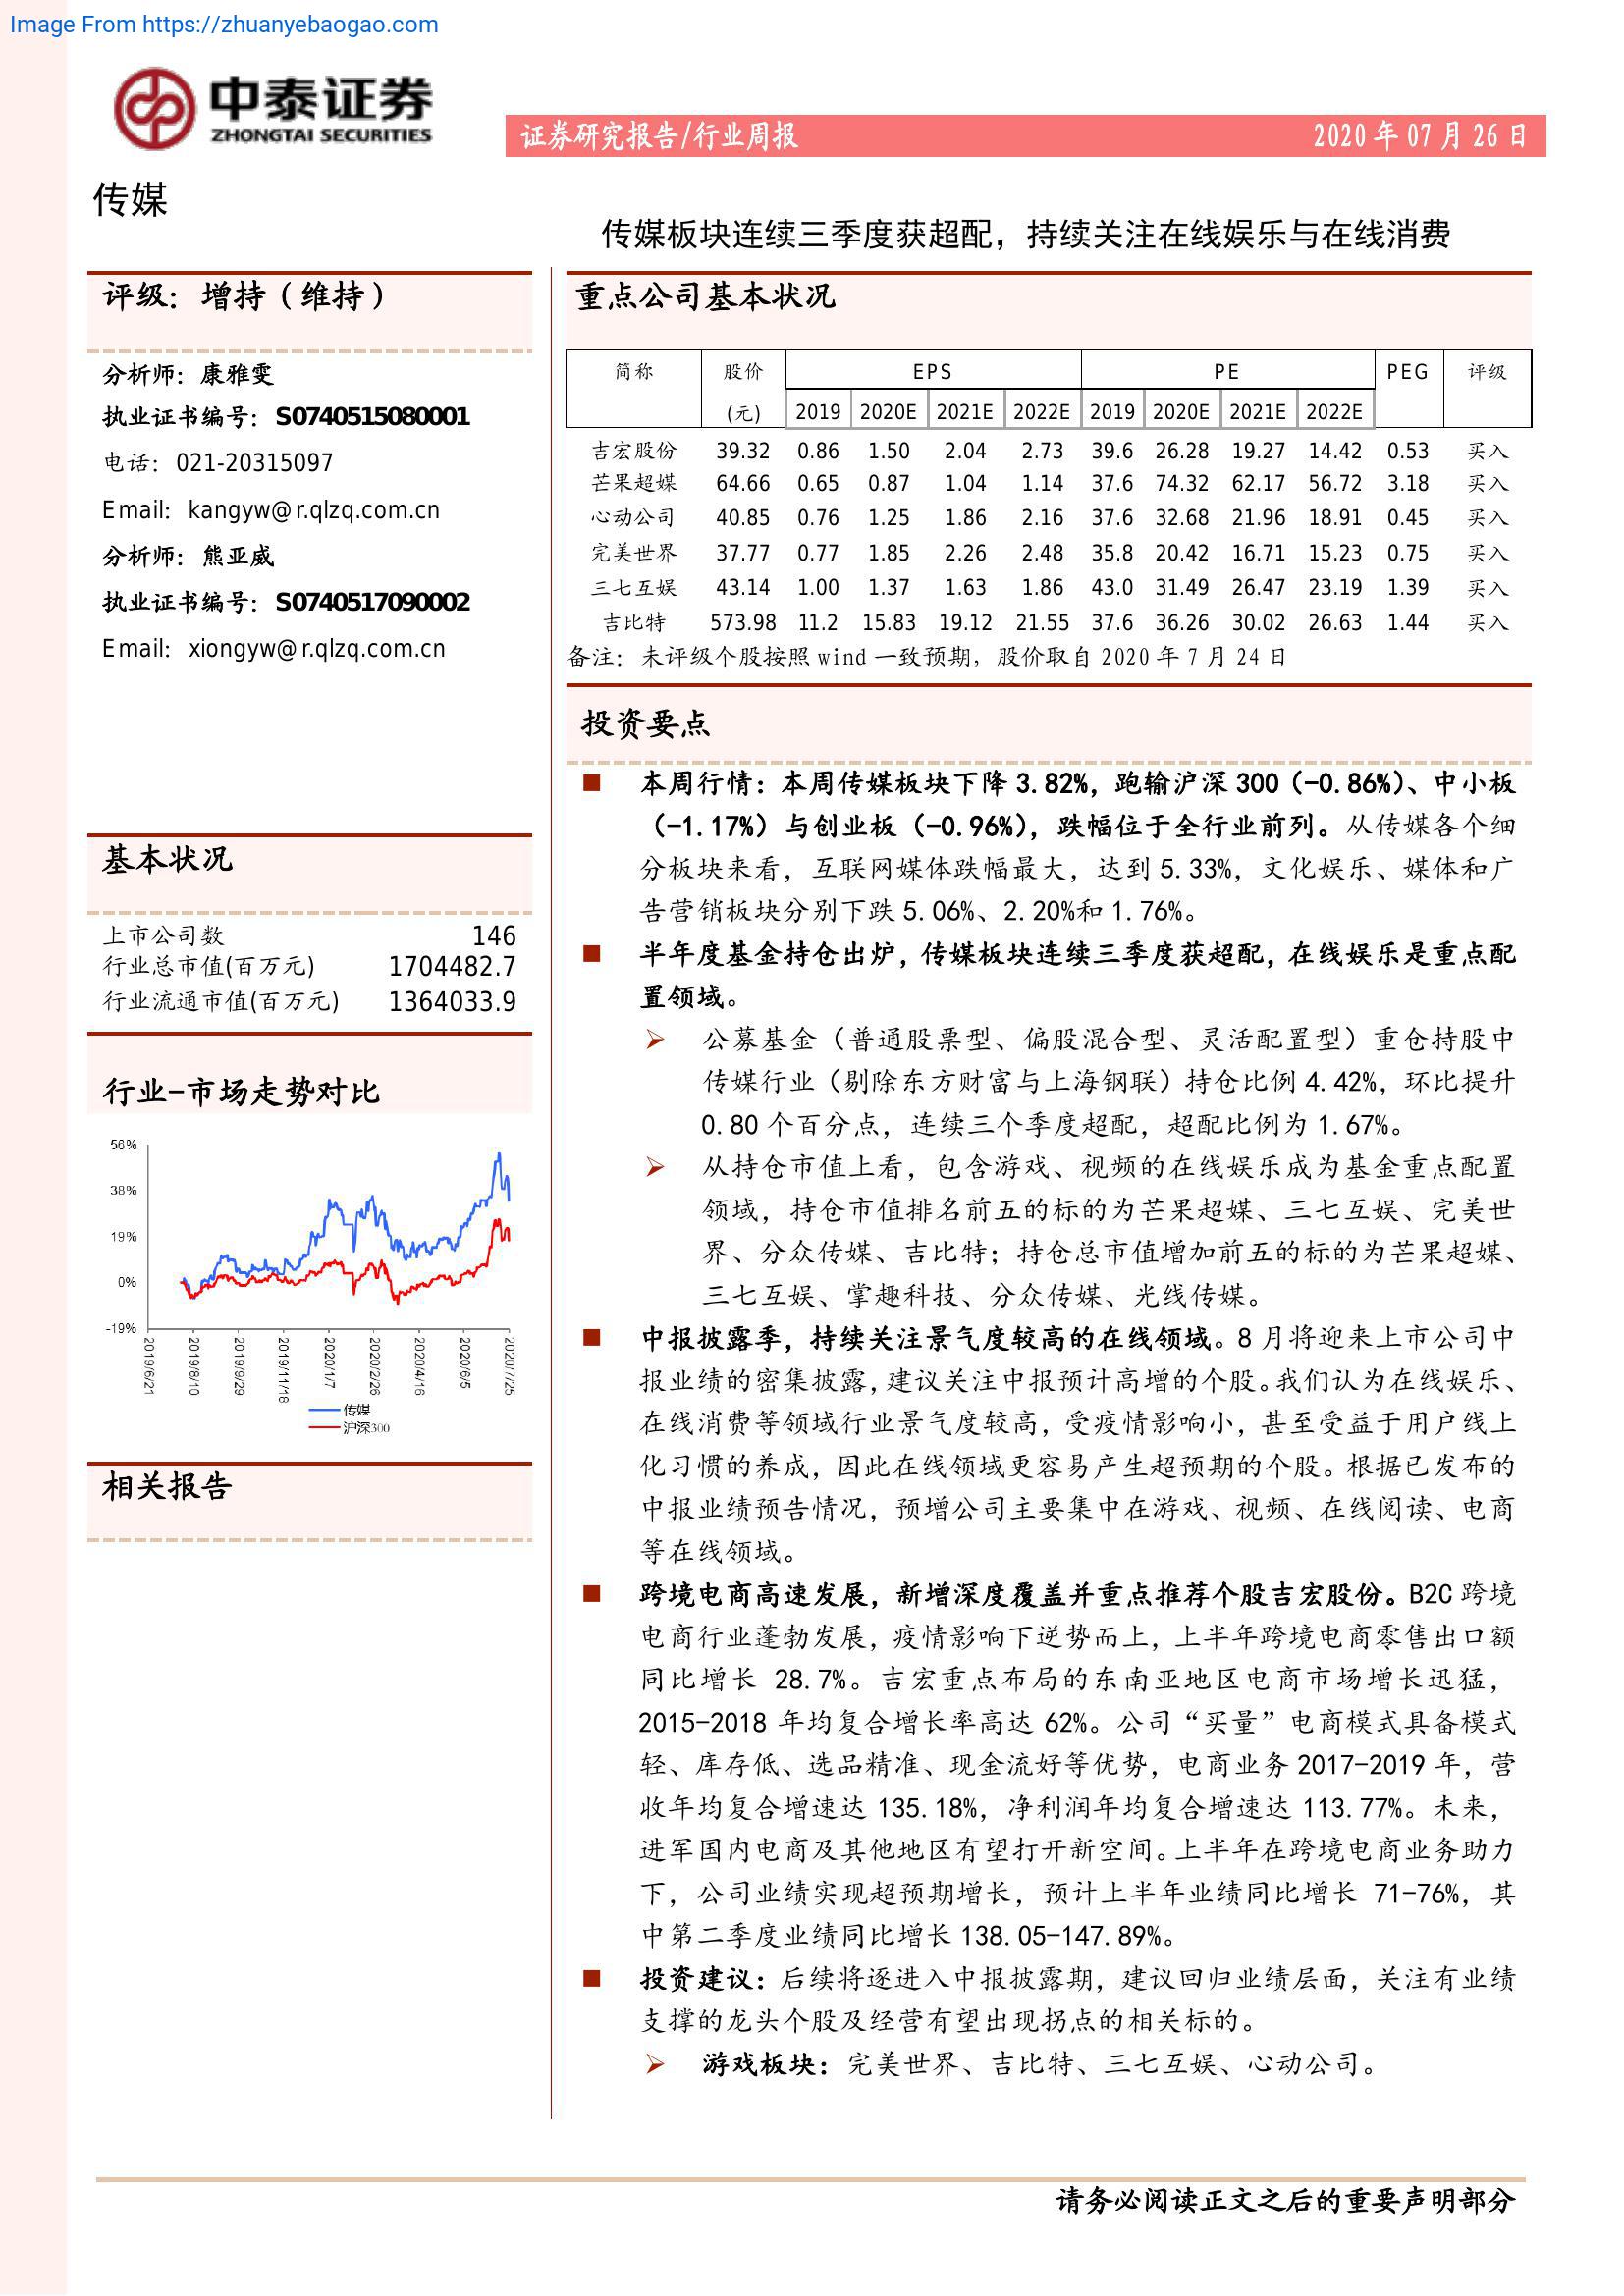 Image From https://zhuanyebaogao.com
中泰证券
ZHONGTAI SECURITIES
证券研究报告/行业周报 2020年07月26日
传媒
传媒板块连续三季度获超配，持续关注在线娱乐与在线消费
评级：增持（维持）
分析师：康雅雯
执业证书编号：S0740515080001
电话：021-20315097
Email：kangyw@r.qlzq.com.cn
分析师：熊亚威
执业证书编号：S0740517090002
Email：xiongyw@r.qlzq.com.cn
基本状况
上市公司数 146
行业总市值(百万元) 1704482.7
行业流通市值(百万元) 1364033.9
行业-市场走势对比
56%
38%
19%
0%
-19%
2019/6/21 2019/8/10 2019/9/29 2019/11/18 2020/1/7 2020/2/26 2020/4/16 2020/6/5 2020/7/25
传媒
沪深300
相关报告
重点公司基本状况
简称 股价 EPS PE PEG 评级
(元) 2019 2020E 2021E 2022E 2019 2020E 2021E 2022E
吉宏股份 39.32 0.86 1.50 2.04 2.73 39.6 26.28 19.27 14.42 0.53 买入
芒果超媒 64.66 0.65 0.87 1.04 1.14 37.6 74.32 62.17 56.72 3.18 买入
心动公司 40.85 0.76 1.25 1.86 2.16 37.6 32.68 21.96 18.91 0.45 买入
完美世界 37.77 0.77 1.85 2.26 2.48 35.8 20.42 16.71 15.23 0.75 买入
三七互娱 43.14 1.00 1.37 1.63 1.86 43.0 31.49 26.47 23.19 1.39 买入
吉比特 573.98 11.2 15.83 19.12 21.55 37.6 36.26 30.02 26.63 1.44 买入
备注：未评级个股按照wind一致预期，股价取自2020年7月24日
投资要点
■ 本周行情：本周传媒板块下降3.82%，跑输沪深300（-0.86%）、中小板
（-1.17%）与创业板（-0.96%），跌幅位于全行业前列。从传媒各个细
分板块来看，互联网媒体跌幅最大，达到5.33%，文化娱乐、媒体和广
告营销板块分别下跌5.06%、2.20%和1.76%。
■ 半年度基金持仓出炉，传媒板块连续三季度获超配，在线娱乐是重点配
置领域。
➢ 公募基金（普通股票型、偏股混合型、灵活配置型）重仓持股中
传媒行业（剔除东方财富与上海钢联）持仓比例4.42%，环比提升
0.80个百分点，连续三个季度超配，超配比例为1.67%。
➢ 从持仓市值上看，包含游戏、视频的在线娱乐成为基金重点配置
领域，持仓市值排名前五的标的为芒果超媒、三七互娱、完美世
界、分众传媒、吉比特；持仓总市值增加前五的标的为芒果超媒、
三七互娱、掌趣科技、分众传媒、光线传媒。
■ 中报披露季，持续关注景气度较高的在线领域。8月将迎来上市公司中
报业绩的密集披露，建议关注中报预计高增的个股。我们认为在线娱乐、
在线消费等领域行业景气度较高，受疫情影响小，甚至受益于用户线上
化习惯的养成，因此在线领域更容易产生超预期的个股。根据已发布的
中报业绩预告情况，预增公司主要集中在游戏、视频、在线阅读、电商
等在线领域。
■ 跨境电商高速发展，新增深度覆盖并重点推荐个股吉宏股份。B2C跨境
电商行业蓬勃发展，疫情影响下逆势而上，上半年跨境电商零售出口额
同比增长 28.7%。吉宏重点布局的东南亚地区电商市场增长迅猛，
2015-2018 年均复合增长率高达 62%。公司“买量”电商模式具备模式
轻、库存低、选品精准、现金流好等优势，电商业务2017-2019年，营
收年均复合增速达 135.18%，净利润年均复合增速达 113.77%。未来，
进军国内电商及其他地区有望打开新空间。上半年在跨境电商业务助力
下，公司业绩实现超预期增长，预计上半年业绩同比增长 71-76%，其
中第二季度业绩同比增长138.05-147.89%。
■ 投资建议：后续将逐进入中报披露期，建议回归业绩层面，关注有业绩
支撑的龙头个股及经营有望出现拐点的相关标的。
➢ 游戏板块：完美世界、吉比特、三七互娱、心动公司。
请务必阅读正文之后的重要声明部分